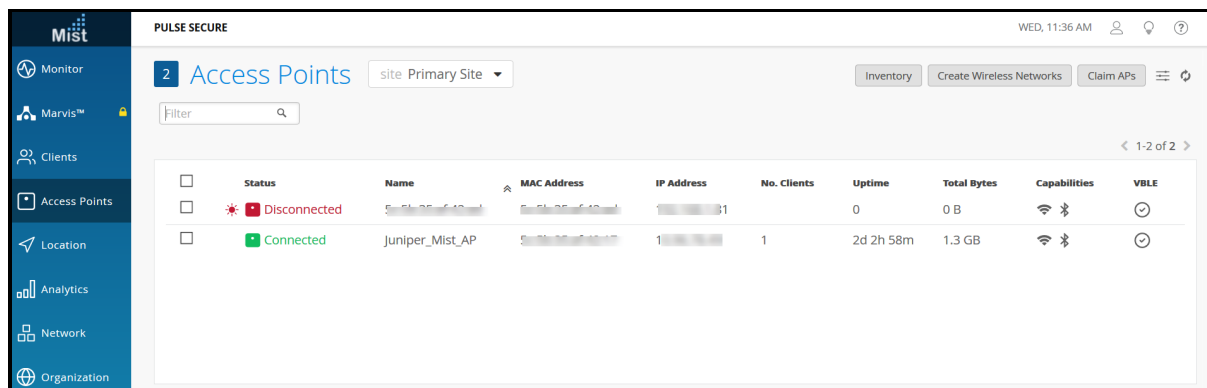 Mist
PULSE SECURE
WED, 11:36 AM
Monitor
Marvis™
Clients
Access Points
Location
Analytics
Network
Organization
2 Access Points site Primary Site
Inventory Create Wireless Networks Claim APs
Filter
1-2 of 2
Status Name MAC Address IP Address No. Clients Uptime Total Bytes Capabilities VBLE
Disconnected 0 0 B
Connected Juniper_Mist_AP 1 2d 2h 58m 1.3 GB